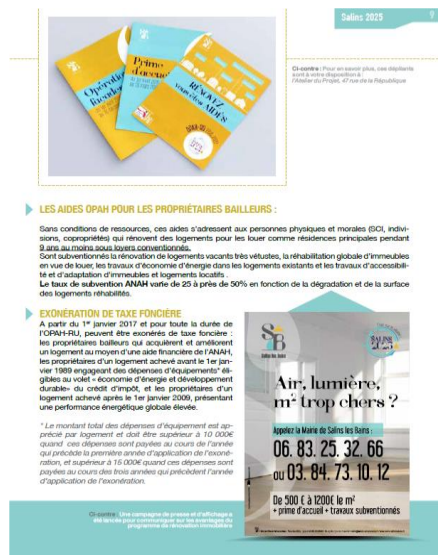 Salins 2025
9
Opération
façades
Prime
d'accueil
RÉNOVEZ
vous êtes AIDÉS
Ci-contre : Pour en savoir plus, ces dépliants
sont à votre disposition à :
l'Atelier du Projet, 47 rue de la République
LES AIDES OPAH POUR LES PROPRIÉTAIRES BAILLEURS :
Sans conditions de ressources, ces aides s'adressent aux personnes physiques et morales (SCI, indivi-
sions, copropriétés) qui rénovent des logements pour les louer comme résidences principales pendant
9 ans au moins sous loyers conventionnés.
Sont subventionnés la rénovation de logements vacants très vétustes, la réhabilitation globale d'immeubles
en vue de louer, les travaux d'économie d'énergie dans les logements existants et les travaux d'accessibili-
té et d'adaptation d'immeubles et logements locatifs .
Le taux de subvention ANAH varie de 25 à près de 50% en fonction de la dégradation et de la surface
des logements réhabilités.
EXONÉRATION DE TAXE FONCIÈRE
A partir du 1er janvier 2017 et pour toute la durée de
l'OPAH-RU, peuvent être exonérés de taxe foncière :
les propriétaires bailleurs qui acquièrent et améliorent
un logement au moyen d'une aide financière de l'ANAH,
les propriétaires d'un logement achevé avant le 1er jan-
vier 1989 engageant des dépenses d'équipements* éli-
gibles au volet « économie d'énergie et développement
durable» du crédit d'impôt, et les propriétaires d'un
logement achevé après le 1er janvier 2009, présentant
une performance énergétique globale élevée.
* Le montant total des dépenses d'équipement est ap-
précié par logement et doit être supérieur à 10 000€
quand ces dépenses sont payées au cours de l'année
qui précède la première année d'application de l'exoné-
ration, et supérieur à 15 000€ quand ces dépenses sont
payées au cours des trois années qui précèdent l'année
d'application de l'exonération.
Ci-contre : Une campagne de presse et d'affichage a
été lancée pour communiquer sur les avantages du
programme de rénovation immobilière
SB
Salins les Bains
SALINS
2025
Air, lumière,
m² trop chers ?
Appelez la Mairie de Salins les Bains :
06. 83. 25. 32. 66
ou 03. 84. 73. 10. 12
De 500 € à 1200€ le m²
+ prime d'accueil + travaux subventionnés